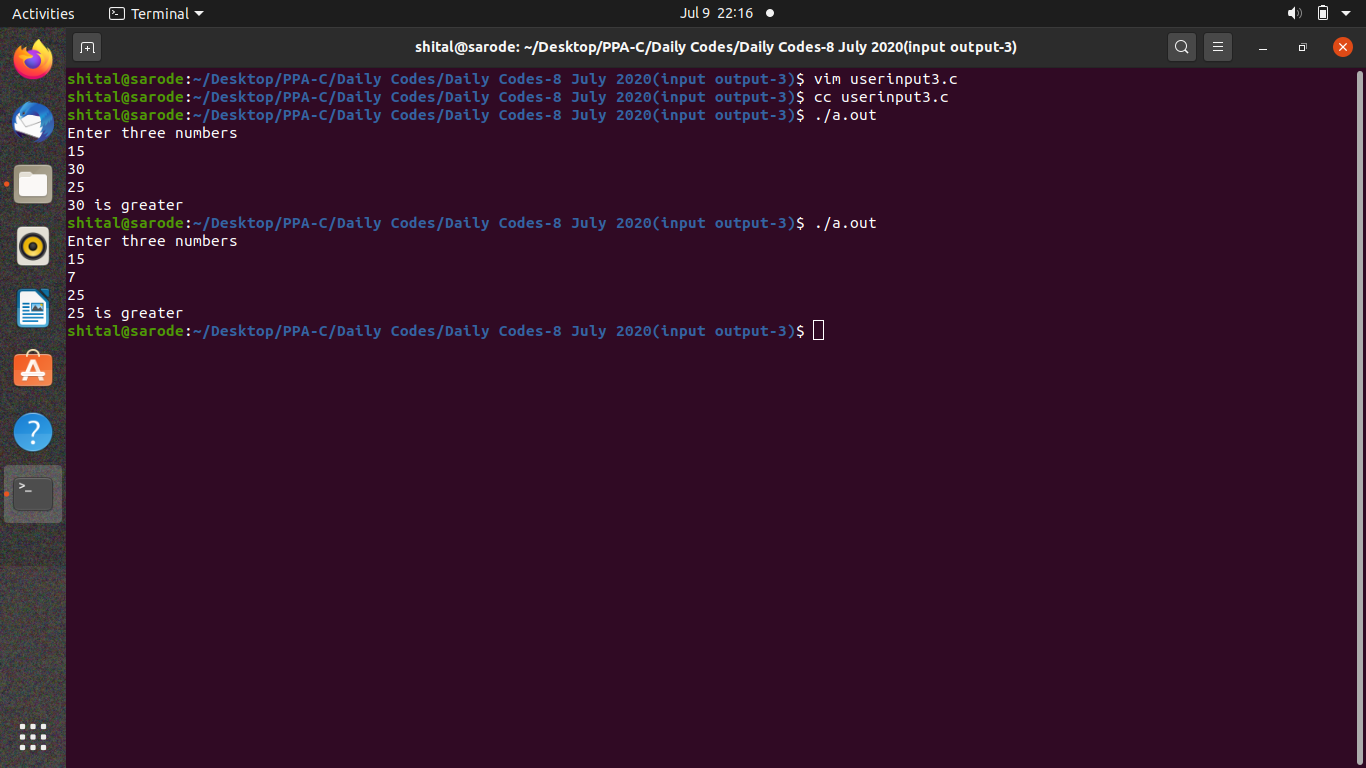 Activities Terminal Jul 9 22:16
shital@sarode: ~/Desktop/PPA-C/Daily Codes/Daily Codes-8 July 2020(input output-3)
shital@sarode:~/Desktop/PPA-C/Daily Codes/Daily Codes-8 July 2020(input output-3)$ vim userinput3.c
shital@sarode:~/Desktop/PPA-C/Daily Codes/Daily Codes-8 July 2020(input output-3)$ cc userinput3.c
shital@sarode:~/Desktop/PPA-C/Daily Codes/Daily Codes-8 July 2020(input output-3)$ ./a.out
Enter three numbers
15
30
25
30 is greater
shital@sarode:~/Desktop/PPA-C/Daily Codes/Daily Codes-8 July 2020(input output-3)$ ./a.out
Enter three numbers
15
7
25
25 is greater
shital@sarode:~/Desktop/PPA-C/Daily Codes/Daily Codes-8 July 2020(input output-3)$